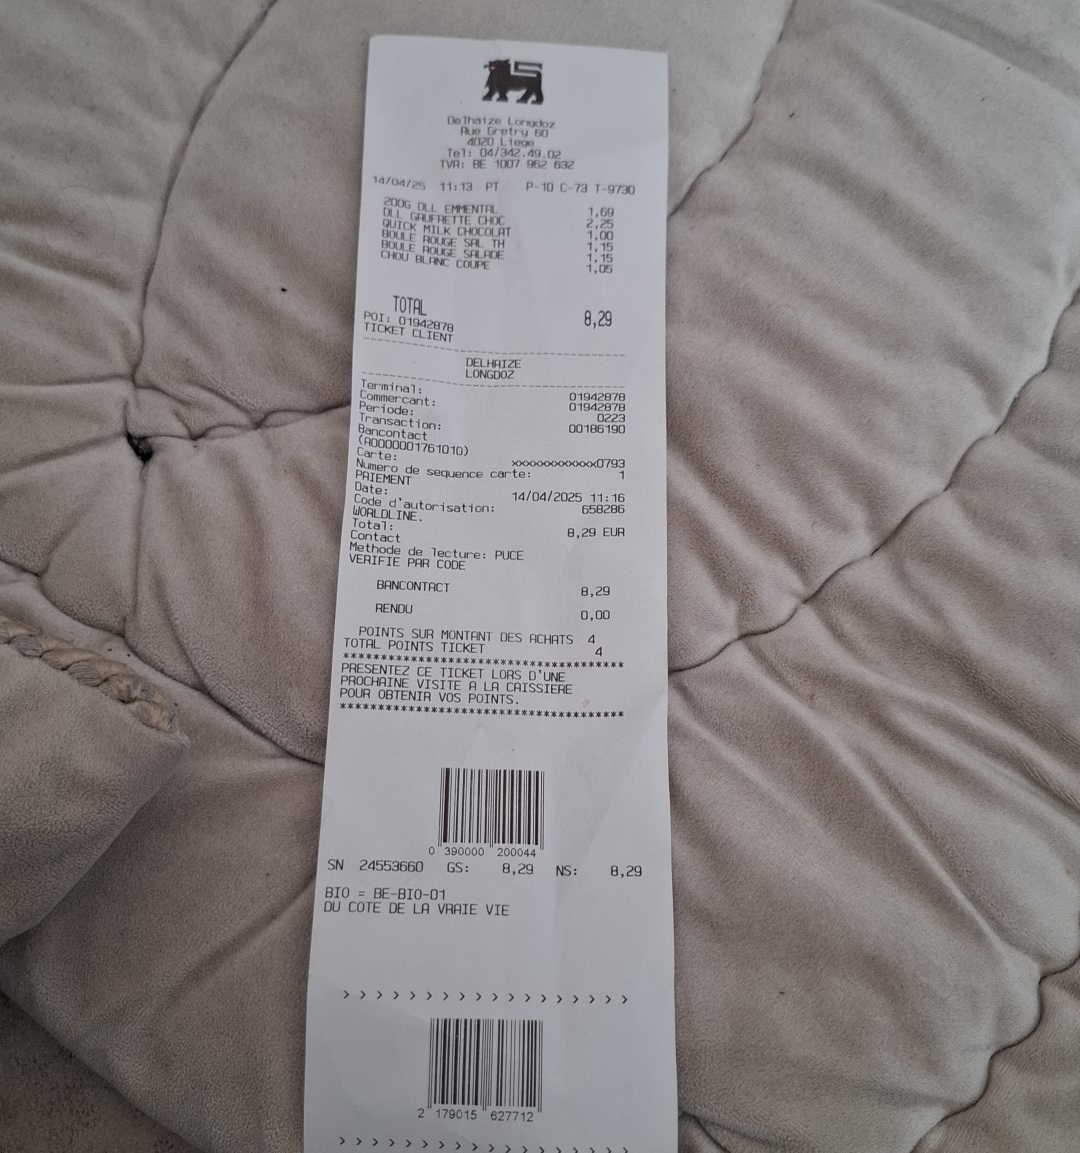 Delhaize Longdoz
Rue Gretry 60
4020 Liege
Tel: 04/342.49.02
TVA: BE 1007 962 632
14/04/25 11:13 PT P-10 C-73 T-9730
200G DLL EMMENTAL 1,69
DLL GAUFRETTE CHOC 2,25
QUICK MILK CHOCOLAT 1,00
BOULE ROUGE SAL TH 1,15
BOULE ROUGE SALADE 1,15
CHOU BLANC COUPE 1,05
TOTAL 8,29
POI: 01942878
TICKET CLIENT
DELHAIZE
LONGDOZ
Terminal: 01942878
Commercant: 01942878
Periode: 0223
Transaction: 00186190
Bancontact
(A0000001761010)
Carte: xxxxxxxxxxxxx0793
Numero de sequence carte: 1
PAIEMENT
Date: 14/04/2025 11:16
Code d'autorisation: 658286
WORLDLINE.
Total: 8,29 EUR
Contact
Methode de lecture: PUCE
VERIFIE PAR CODE
BANCONTACT 8,29
RENDU 0,00
POINTS SUR MONTANT DES ACHATS 4
TOTAL POINTS TICKET 4
****************************************
PRESENTEZ CE TICKET LORS D'UNE
PROCHAINE VISITE A LA CAISSIERE
POUR OBTENIR VOS POINTS.
****************************************
0 390000 200044
SN 24553660 GS: 8,29 NS: 8,29
BIO = BE-BIO-01
DU COTE DE LA VRAIE VIE
> > > > > > > > > > > > > > > > > >
2 179015 627712
> > > > > > > > > > > > > > > > > >